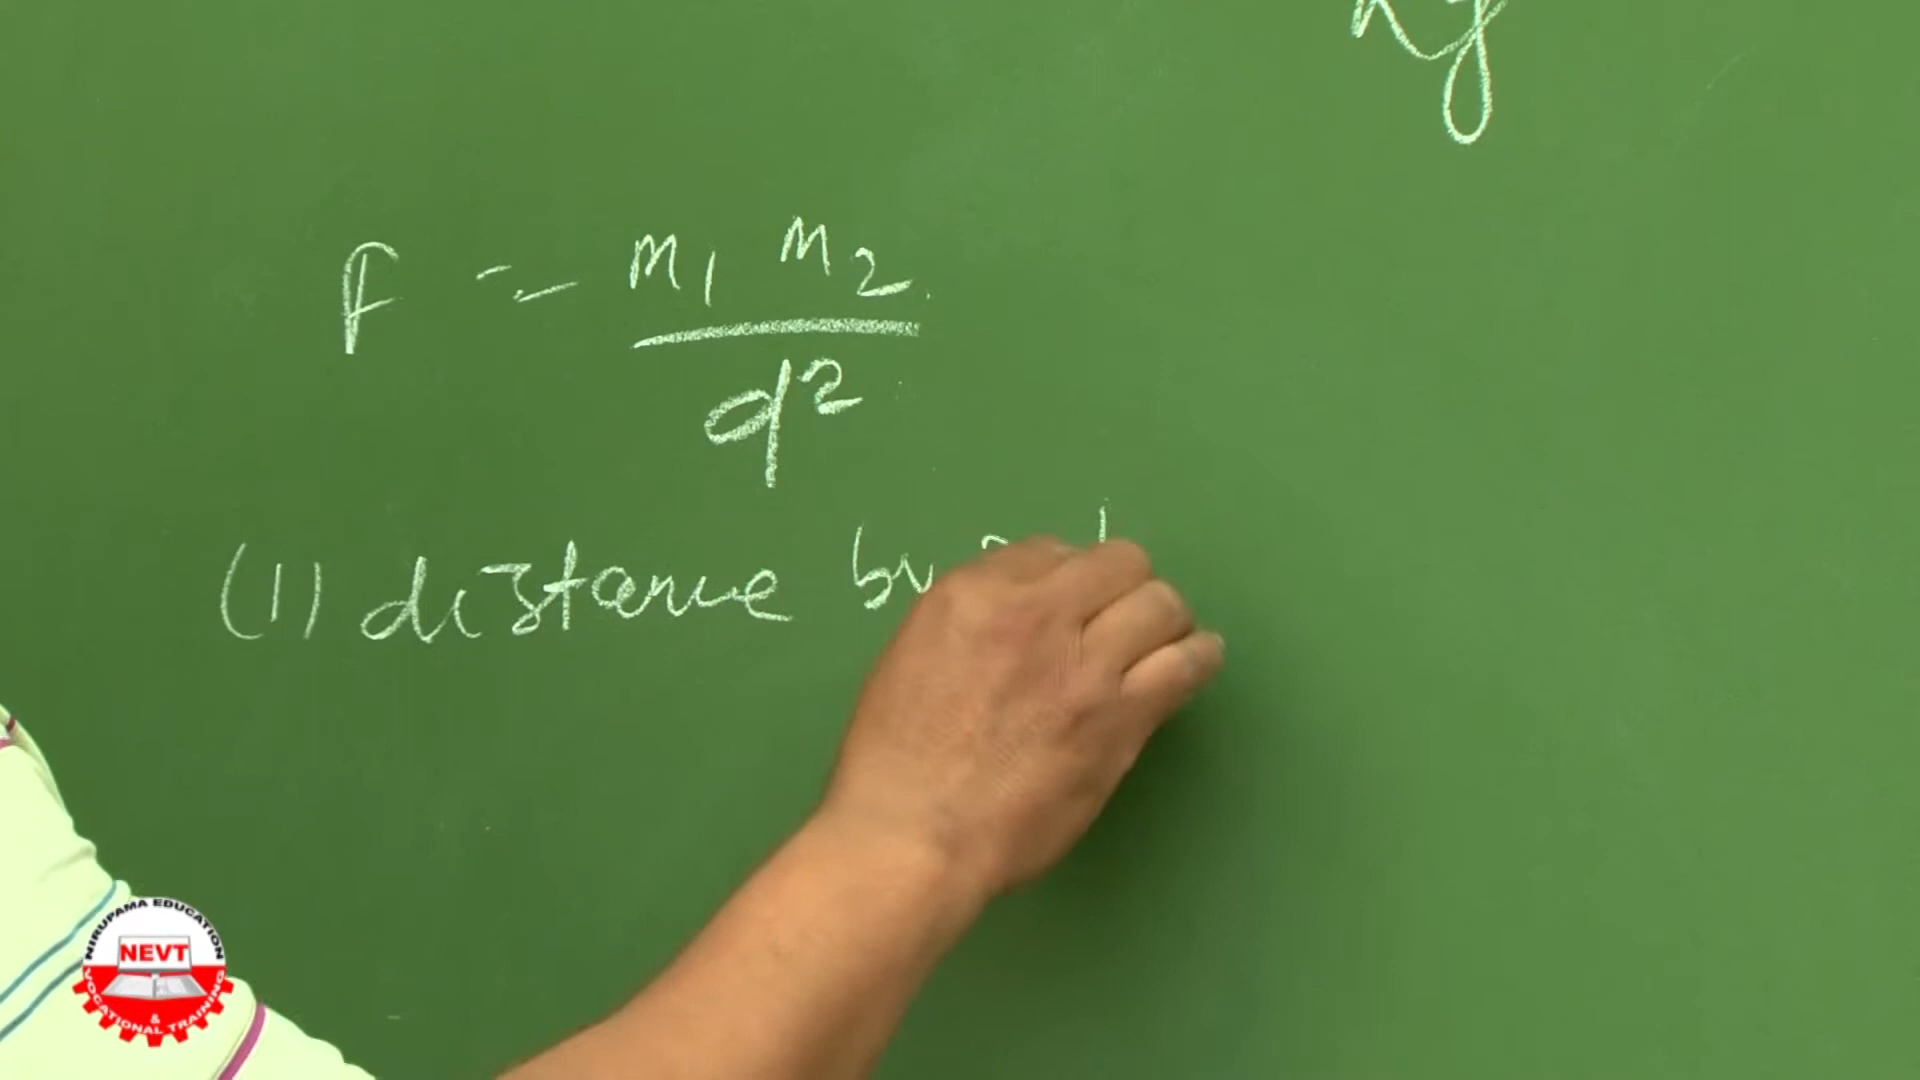 F = m₁ m₂
d²
(1) distance
NIRUPAMA EDUCATION
NEVT
&
VOCATIONAL TRAINING